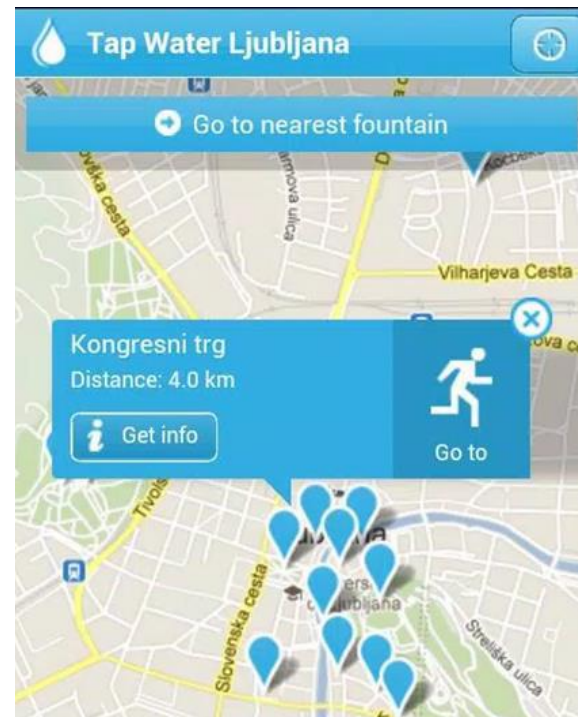 Tap Water Ljubljana
Go to nearest fountain
Vilharjeva Cesta
Kongresni trg
Distance: 4.0 km
Get info
Go to
Slovenska cesta
Streliška ulica